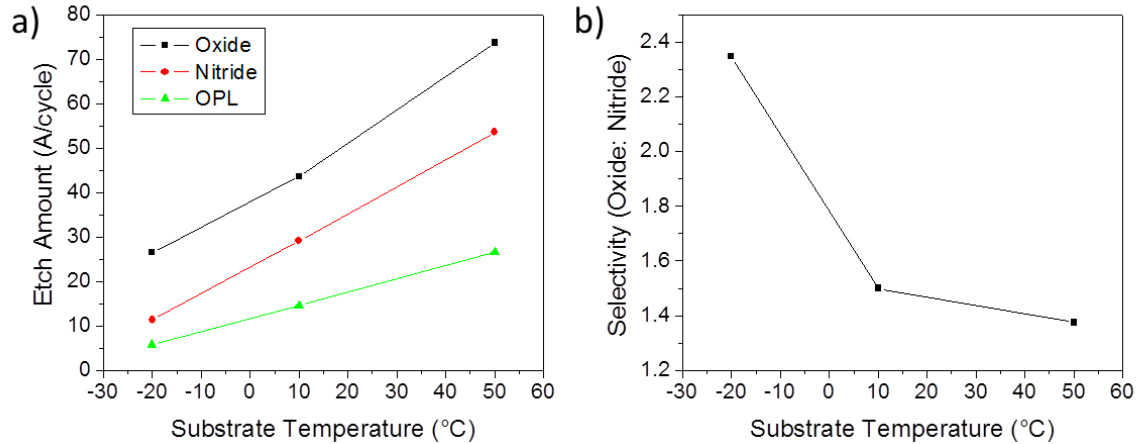 a)
Etch Amount (A/cycle)
80
70
60
50
40
30
20
10
0
Oxide
Nitride
OPL
-30 -20 -10 0 10 20 30 40 50 60
Substrate Temperature (°C)
b)
Selectivity (Oxide: Nitride)
2.4
2.2
2.0
1.8
1.6
1.4
1.2
-30 -20 -10 0 10 20 30 40 50 60
Substrate Temperature (°C)